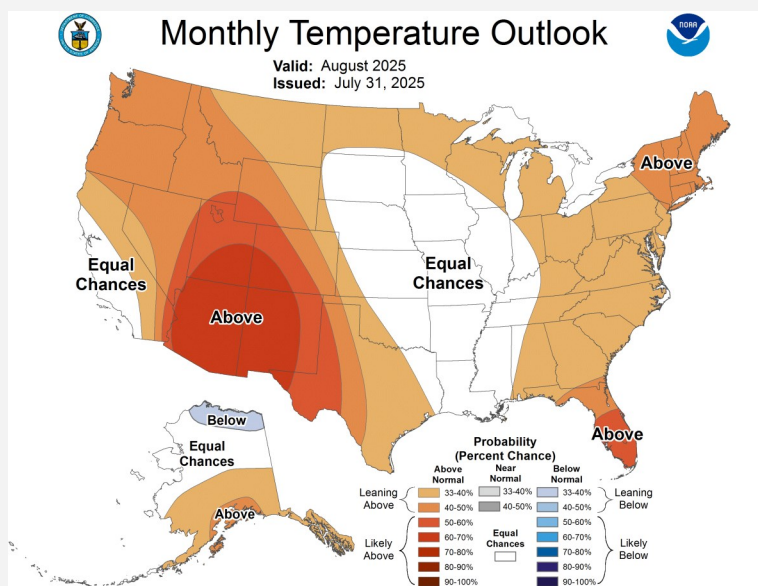 Monthly Temperature Outlook
NOAA
Valid: August 2025
Issued: July 31, 2025
Above
Equal
Chances
Equal
Chances
Above
Below
Equal
Chances
Above
Above
Probability
(Percent Change)
Above
Normal
Near
Normal
Below
Normal
Leaning
Above
33-40%
40-50%
33-40%
40-50%
33-40%
40-50%
Leaning
Below
Likely
Above
50-60%
60-70%
70-80%
80-90%
90-100%
Equal
Chances
50-60%
60-70%
70-80%
80-90%
90-100%
Likely
Below